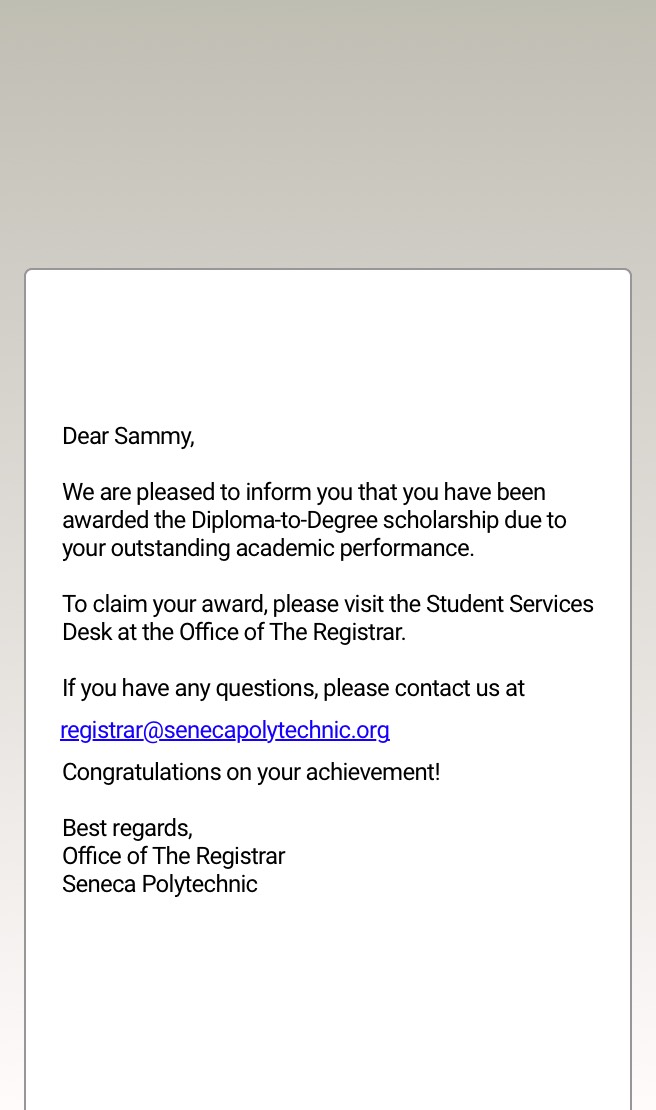 Dear Sammy,
We are pleased to inform you that you have been
awarded the Diploma-to-Degree scholarship due to
your outstanding academic performance.
To claim your award, please visit the Student Services
Desk at the Office of The Registrar.
If you have any questions, please contact us at
registrar@senecapolytechnic.org
Congratulations on your achievement!
Best regards,
Office of The Registrar
Seneca Polytechnic